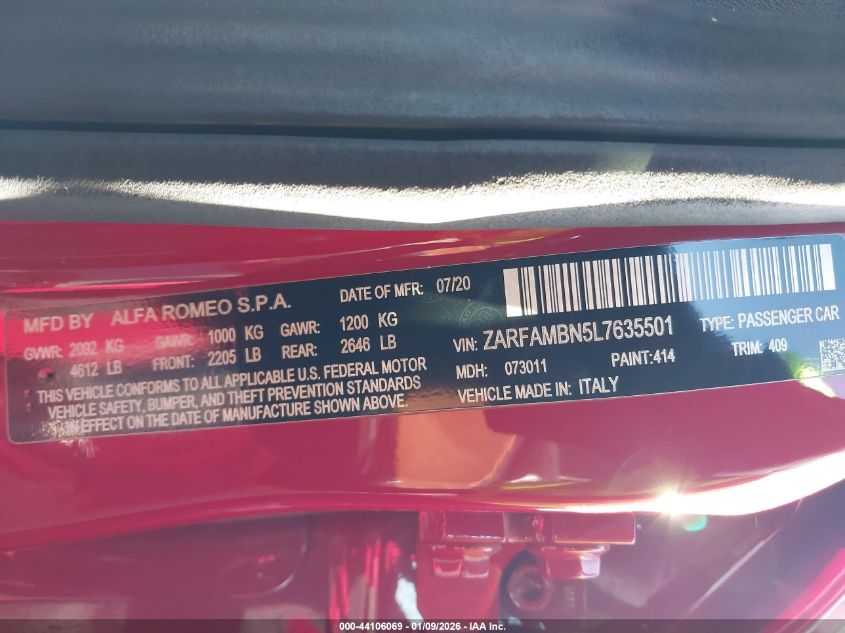 MFD BY ALFA ROMEO S.P.A. DATE OF MFR: 07/20
GVWR: 2092 KG GAWR: 1000 KG GAWR: 1200 KG
4612 LB FRONT: 2205 LB REAR: 2646 LB
THIS VEHICLE CONFORMS TO ALL APPLICABLE U.S. FEDERAL MOTOR
VEHICLE SAFETY, BUMPER, AND THEFT PREVENTION STANDARDS
IN EFFECT ON THE DATE OF MANUFACTURE SHOWN ABOVE.
VIN: ZARFAMBN5L7635501 TYPE: PASSENGER CAR
MDH: 073011 PAINT:414 TRIM: 409
VEHICLE MADE IN: ITALY
000-44106069 - 01/09/2026 - IAA Inc.